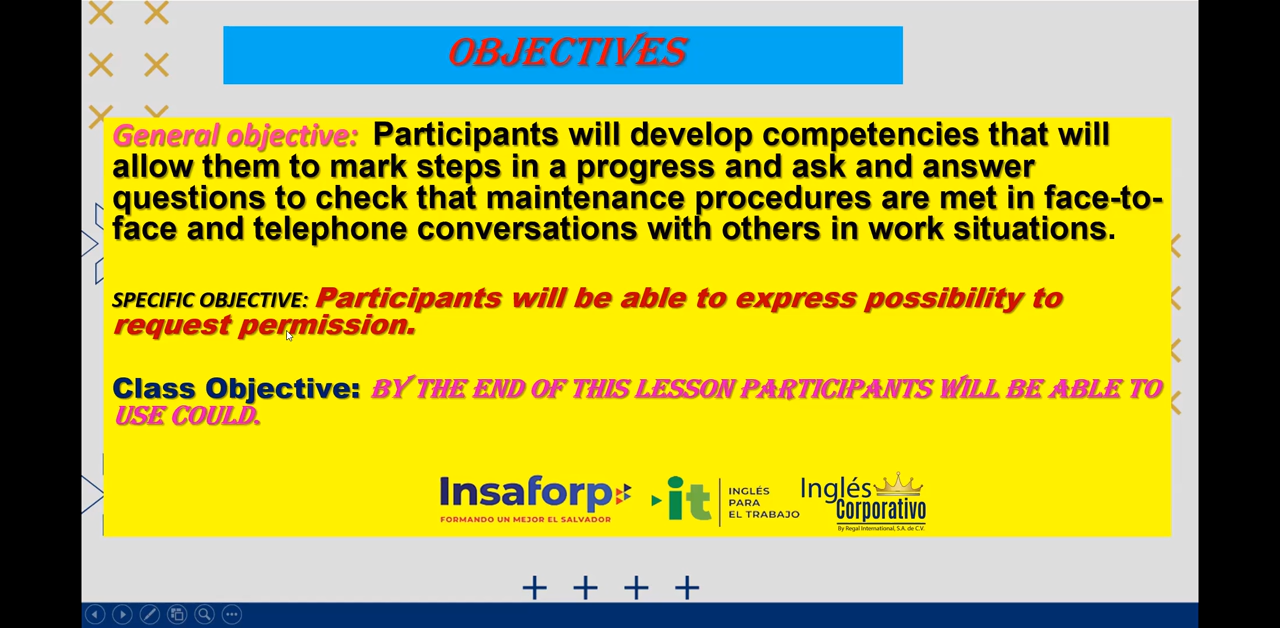 OBJECTIVES
General objective: Participants will develop competencies that will
allow them to mark steps in a progress and ask and answer
questions to check that maintenance procedures are met in face-to-
face and telephone conversations with others in work situations.
SPECIFIC OBJECTIVE: Participants will be able to express possibility to
request permission.
Class Objective: BY THE END OF THIS LESSON PARTICIPANTS WILL BE ABLE TO
USE COULD.
Insaforp
FORMANDO UN MEJOR EL SALVADOR
it
INGLÉS
PARA
EL TRABAJO
Inglés
Corporativo
By Regal International, S.A. de C.V.